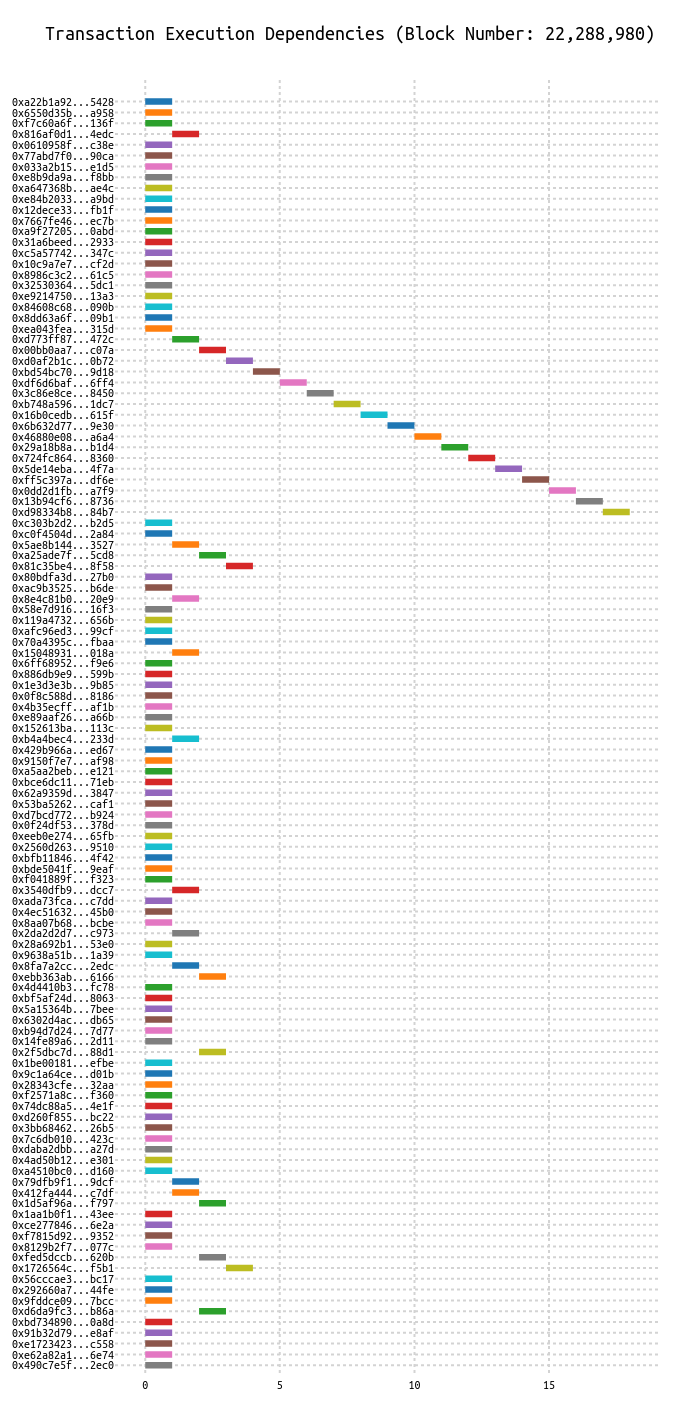 Transaction Execution Dependencies (Block Number: 22,288,980)
0xa22b1a92...5428
0x6550d35b...a958
0xf7c60a6f...136f
0x816af0d1...4edc
0x0610958f...c38e
0x77abd7f0...90ca
0x033a2b15...e1d5
0xe8b9da9a...f8bb
0xa647368b...ae4c
0xe84b2033...a9bd
0x12dece33...fb1f
0x7667fe46...ec7b
0xa9f27205...0abd
0x31a6beed...2933
0xc5a57742...347c
0x10c9a7e7...cf2d
0x8986c3c2...61c5
0x32530364...5dc1
0xe9214750...13a3
0x84608c68...090b
0x8dd63a6f...09b1
0xea043fea...315d
0xd773ff87...472c
0x00bb0aa7...c07a
0xd0af2b1c...0b72
0xbd54bc70...9d18
0xdf6d6baf...6ff4
0x3c86e8ce...8450
0xb748a596...1dc7
0x16b0cedb...615f
0x6b632d77...9e30
0x46880e08...a6a4
0x29a18b8a...b1d4
0x724fc864...8360
0x5de14eba...4f7a
0xff5c397a...df6e
0x0dd2d1fb...a7f9
0x13b94cf6...8736
0xd98334b8...84b7
0xc303b2d2...b2d5
0xc0f4504d...2a84
0x5ae8b144...3527
0xa25ade7f...5cd8
0x81c35be4...8f58
0x80bdfa3d...27b0
0xac9b3525...b6de
0x8e4c81b0...20e9
0x58e7d916...16f3
0x119a4732...656b
0xafc96ed3...99cf
0x70a4395c...fbaa
0x15048931...018a
0x6ff68952...f9e6
0x886db9e9...599b
0x1e3d3e3b...9b85
0x0f8c588d...8186
0x4b35ecff...af1b
0xe89aaf26...a66b
0x152613ba...113c
0xb4a4bec4...233d
0x429b966a...ed67
0x9150f7e7...af98
0xa5aa2beb...e121
0xbce6dc11...71eb
0x62a9359d...3847
0x53ba5262...caf1
0xd7bcd772...b924
0x0f24df53...378d
0xeeb0e274...65fb
0x2560d263...9510
0xbfb11846...4f42
0xbde5041f...9eaf
0xf041889f...f323
0x3540dfb9...dcc7
0xada73fca...c7dd
0x4ec51632...45b0
0x8aa07b68...bcbe
0x2da2d2d7...c973
0x28a692b1...53e0
0x9638a51b...1a39
0x8fa7a2cc...2edc
0xebb363ab...6166
0x4d4410b3...fc78
0xbf5af24d...8063
0x5a15364b...7bee
0x6302d4ac...db65
0xb94d7d24...7d77
0x14fe89a6...2d11
0x2f5dbc7d...88d1
0x1be00181...efbe
0x9c1a64ce...d01b
0x28343cfe...32aa
0xf2571a8c...f360
0x74dc88a5...4e1f
0xd260f855...bc22
0x3bb68462...26b5
0x7c6db010...423c
0xdaba2dbb...a27d
0x4ad50b12...e301
0xa4510bc0...d160
0x79dfb9f1...9dcf
0x412fa444...c7df
0x1d5af96a...f797
0x1aa1b0f1...43ee
0xce277846...6e2a
0xf7815d92...9352
0x8129b2f7...077c
0xfed5dccb...620b
0x1726564c...f5b1
0x56cccae3...bc17
0x292660a7...44fe
0x9fddce09...7bcc
0xd6da9fc3...b86a
0xbd734890...0a8d
0x91b32d79...e8af
0xe1723423...c558
0xe62a82a1...6e74
0x490c7e5f...2ec0
0 5 10 15